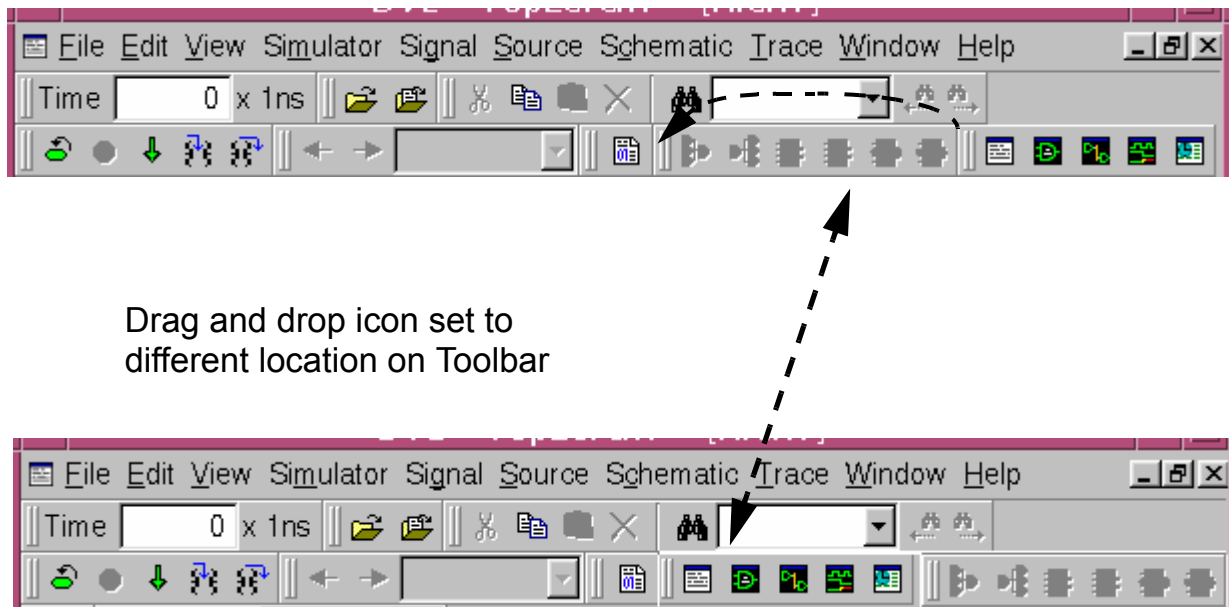 File Edit View Simulator Signal Source Schematic Trace Window Help
Time 0 x 1ns
Drag and drop icon set to
different location on Toolbar
File Edit View Simulator Signal Source Schematic Trace Window Help
Time 0 x 1ns